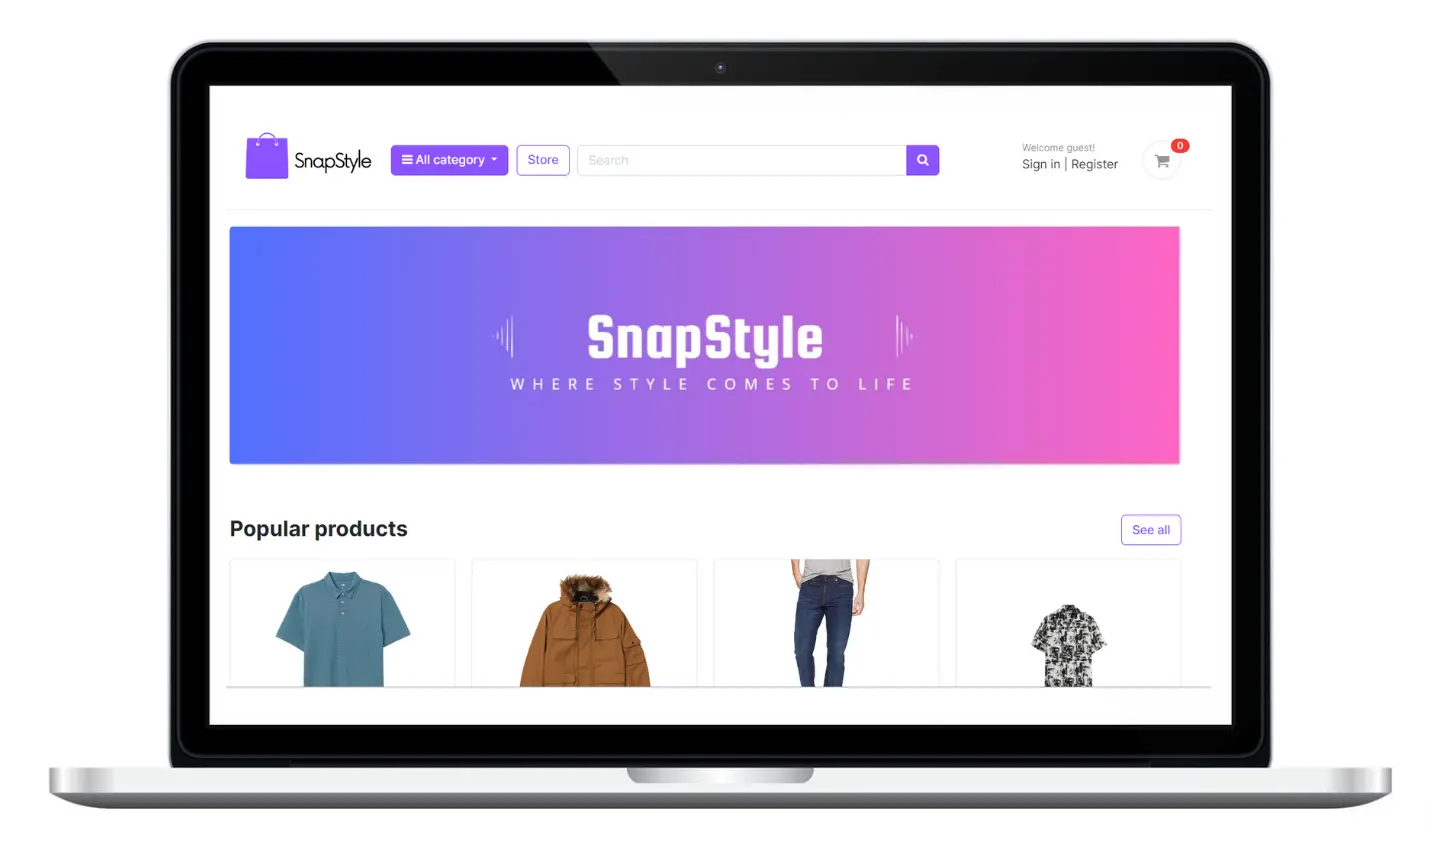 SnapStyle
All category
Store
Search
Welcome guest!
Sign in | Register
0
SnapStyle
WHERE STYLE COMES TO LIFE
Popular products
See all